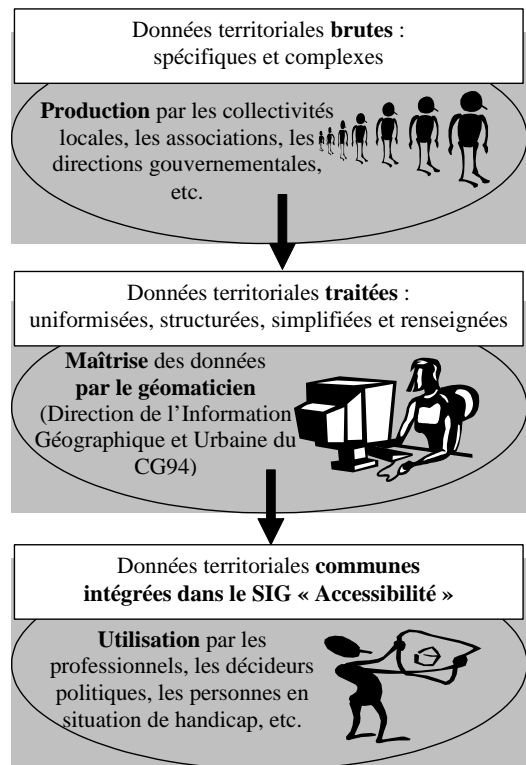 Données territoriales brutes :
spécifiques et complexes
Production par les collectivités
locales, les associations, les
directions gouvernementales,
etc.
Données territoriales traitées :
uniformisées, structurées, simplifiées et renseignées
Maîtrise des données
par le géomaticien
(Direction de l’Information
Géographique et Urbaine du
CG94)
Données territoriales communes
intégrées dans le SIG « Accessibilité »
Utilisation par les
professionnels, les décideurs
politiques, les personnes en
situation de handicap, etc.